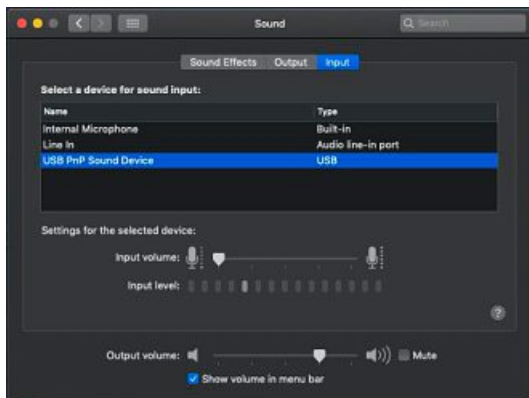 Sound
Search
Sound Effects Output Input
Select a device for sound input:
Name Type
Internal Microphone Built-in
Line In Audio line-in port
USB PnP Sound Device USB
Settings for the selected device:
Input volume:
Input level:
?
Output volume: Mute
Show volume in menu bar